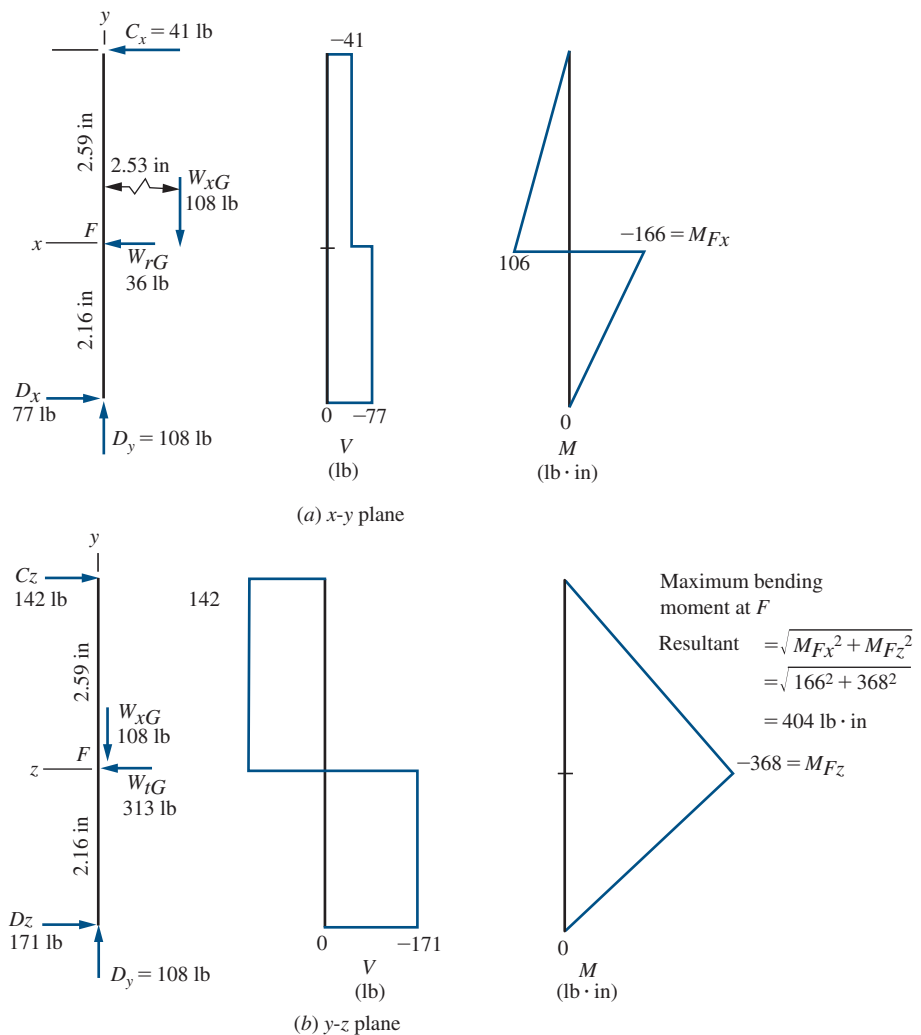 y
C_x = 41 lb
−41
2.59 in
2.53 in
W_xG
108 lb
F
x
W_rG
36 lb
−166 = M_Fx
106
2.16 in
D_x
77 lb
D_y = 108 lb
0 −77
V
(lb)
0
M
(lb · in)
(a) x-y plane
y
Cz
142 lb
142
2.59 in
W_xG
108 lb
F
z
W_tG
313 lb
2.16 in
Dz
171 lb
D_y = 108 lb
0 −171
V
(lb)
Maximum bending
moment at F
Resultant = √(M_Fx² + M_Fz²)
= √(166² + 368²)
= 404 lb · in
−368 = M_Fz
0
M
(lb · in)
(b) y-z plane